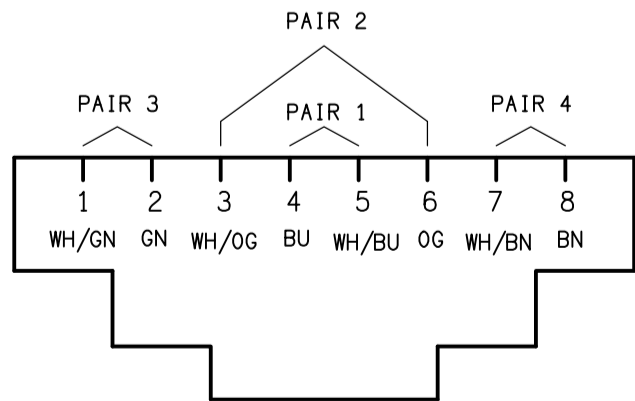 PAIR 2
PAIR 3 PAIR 1 PAIR 4
1 2 3 4 5 6 7 8
WH/GN GN WH/OG BU WH/BU OG WH/BN BN